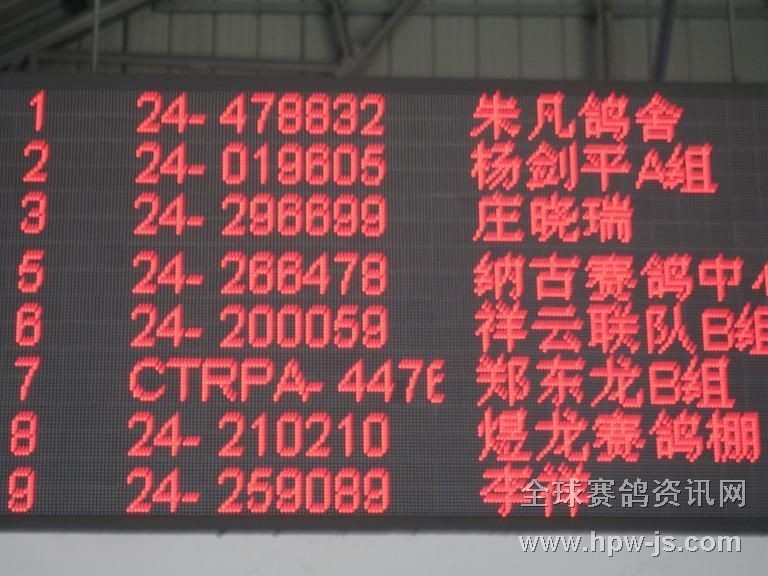 1 24- 478832 朱凡鸽舍
2 24- 019605 杨剑平A组
3 24- 296699 庄晓瑞
5 24- 266478 纳古赛鸽中
6 24- 200059 祥云联队B组
7 CTRPA- 447 郑东龙B组
8 24- 210210 煜龙赛鸽棚
9 24- 259089 李祥
全球赛鸽资讯网
www.hpw-js.com